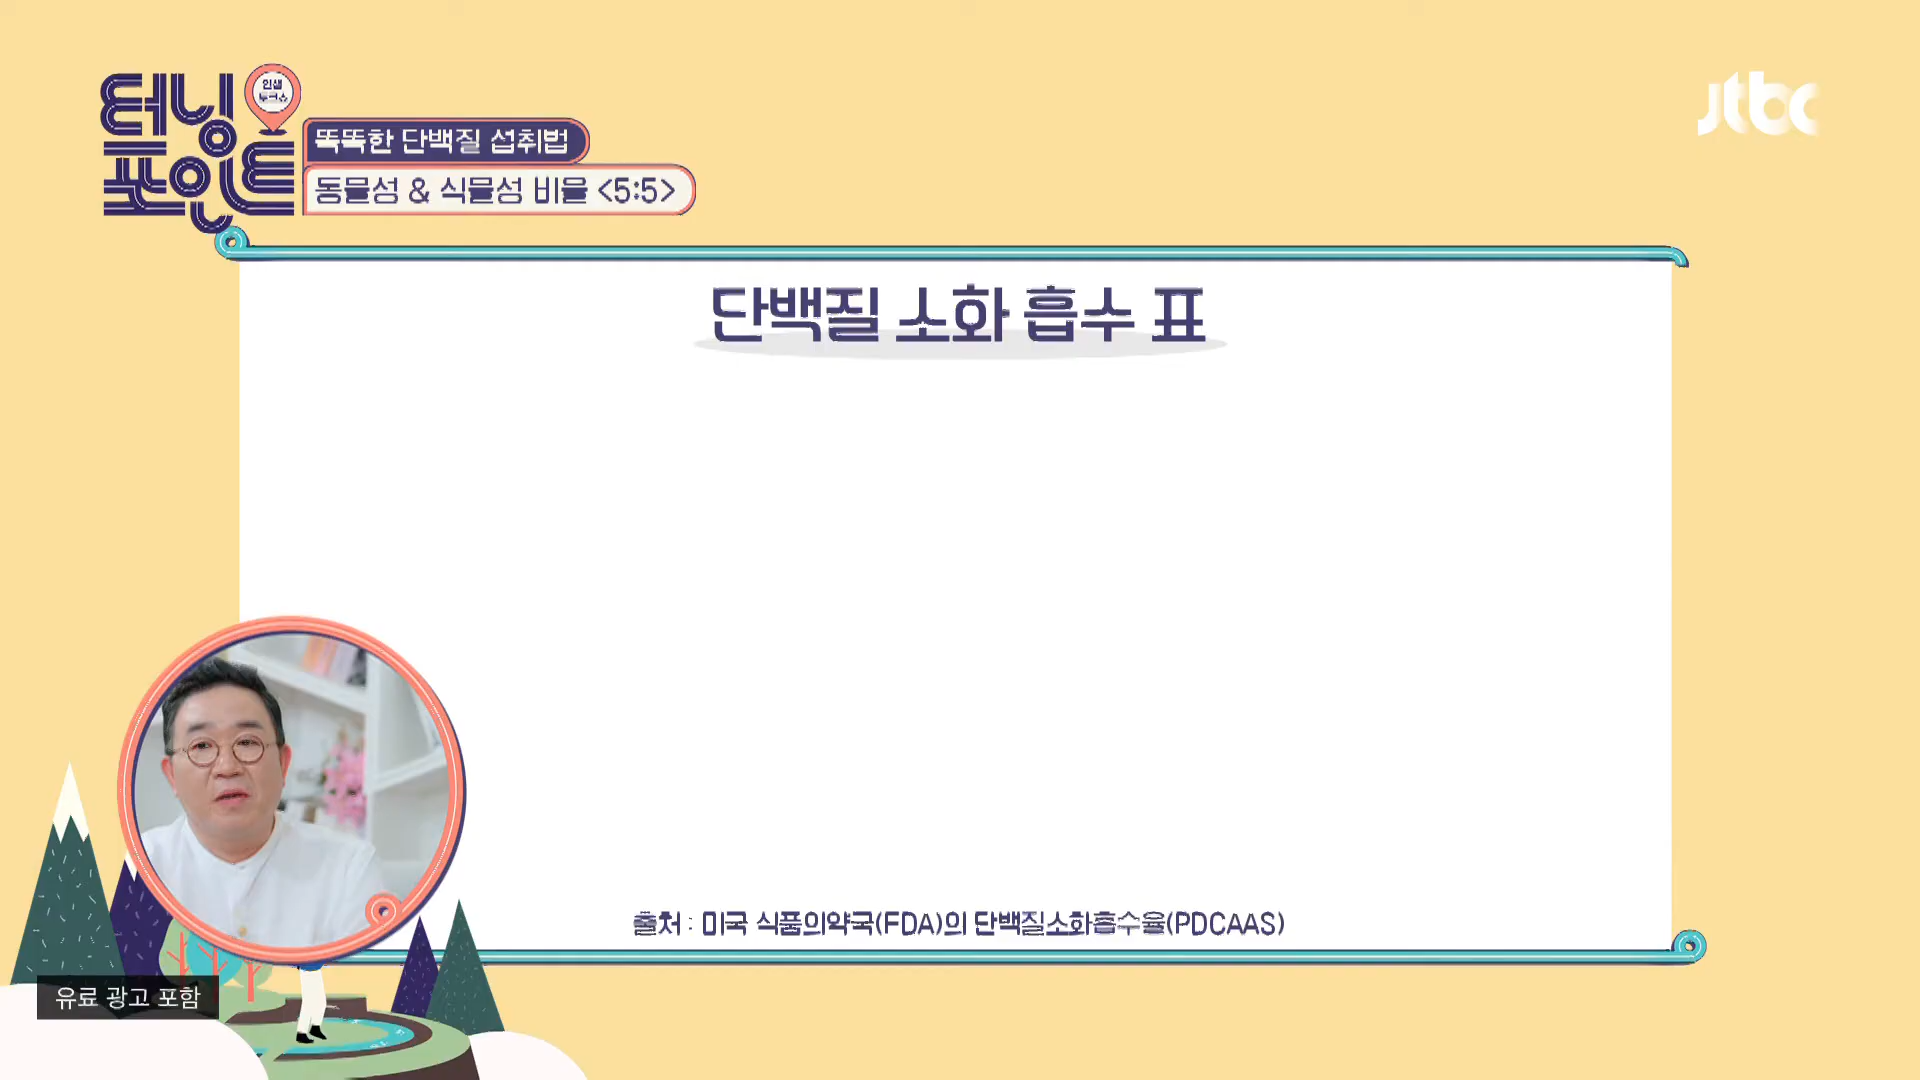 터닝
포인트
인생
토크쇼
똑똑한 단백질 섭취법
동물성 & 식물성 비율 <5:5>
jtbc
단백질 소화 흡수 표
출처 : 미국 식품의약국(FDA)의 단백질소화흡수율(PDCAAS)
유료 광고 포함